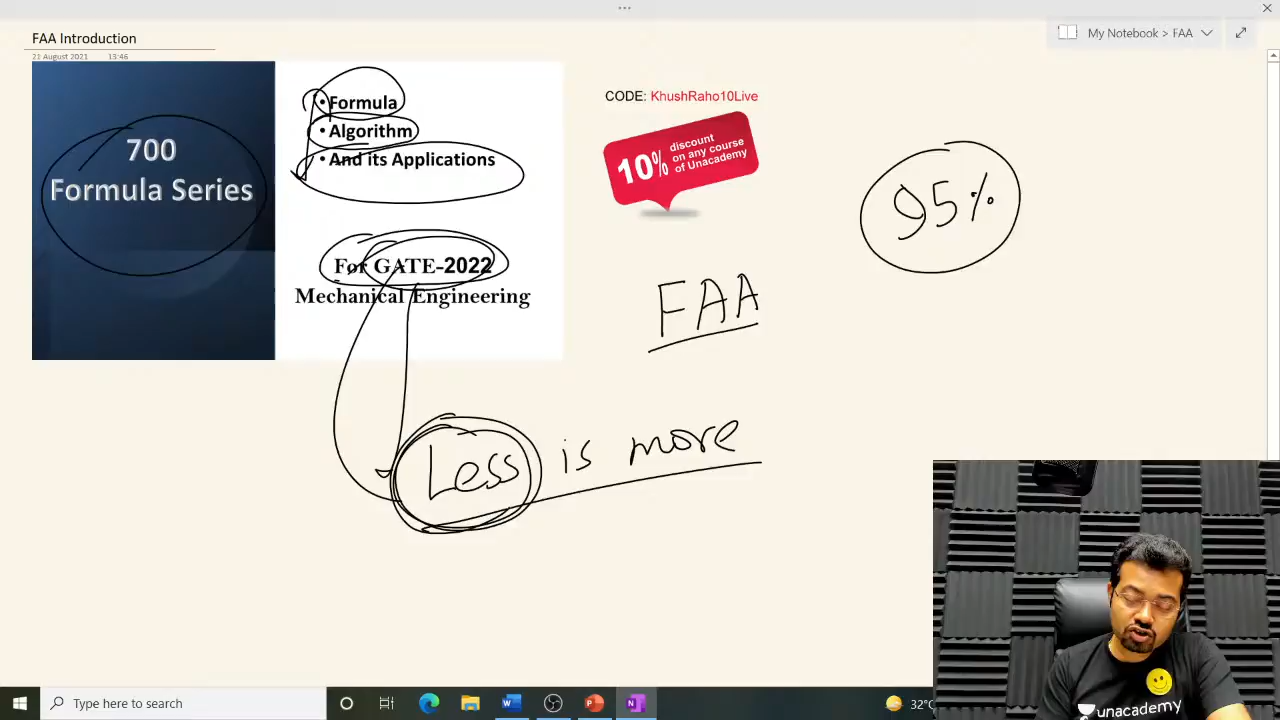 FAA Introduction
21 August 2021 13:46
My Notebook > FAA
700
Formula Series
• Formula
• Algorithm
• And its Applications
For GATE-2022
Mechanical Engineering
CODE: KhushRaho10Live
10% discount
on any course
of Unacademy
95%
FAA
Less is more
unacademy
Type here to search
32°C